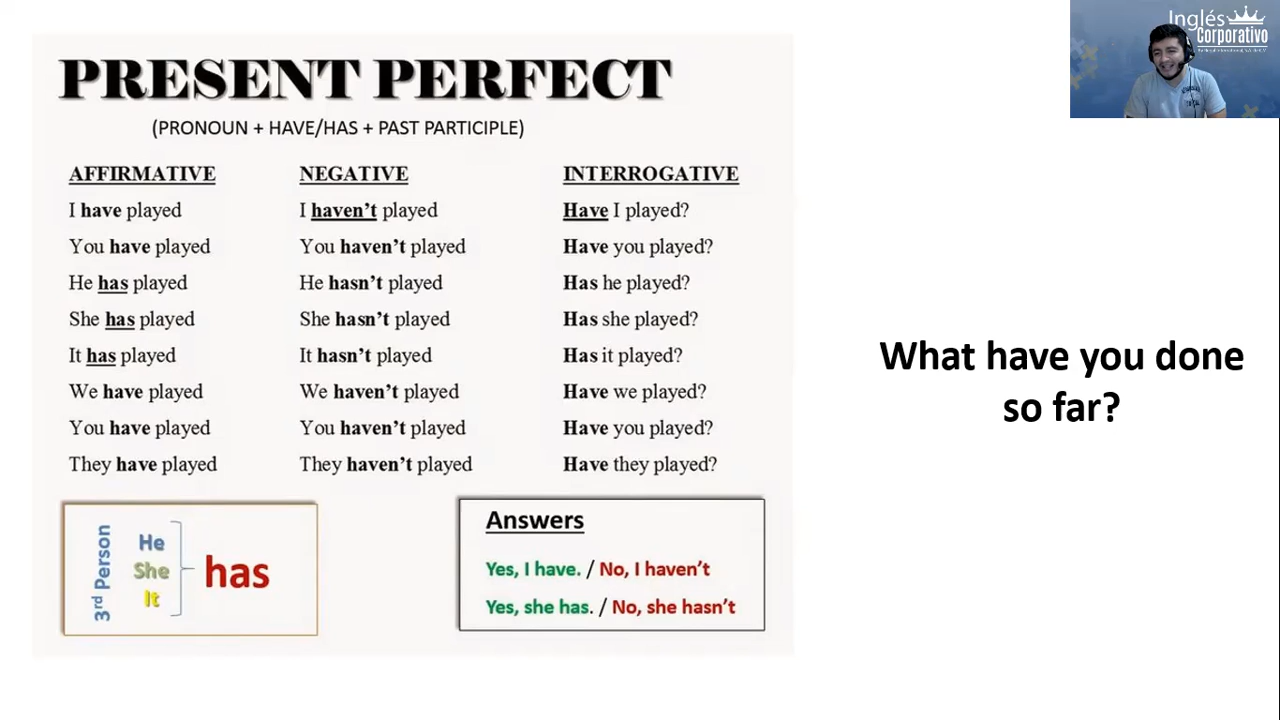 PRESENT PERFECT
(PRONOUN + HAVE/HAS + PAST PARTICIPLE)
AFFIRMATIVE
I have played
You have played
He has played
She has played
It has played
We have played
You have played
They have played
NEGATIVE
I haven't played
You haven't played
He hasn't played
She hasn't played
It hasn't played
We haven't played
You haven't played
They haven't played
INTERROGATIVE
Have I played?
Have you played?
Has he played?
Has she played?
Has it played?
Have we played?
Have you played?
Have they played?
3rd Person
He
She
It
has
Answers
Yes, I have. / No, I haven't
Yes, she has. / No, she hasn't
What have you done
so far?
Inglés
Corporativo